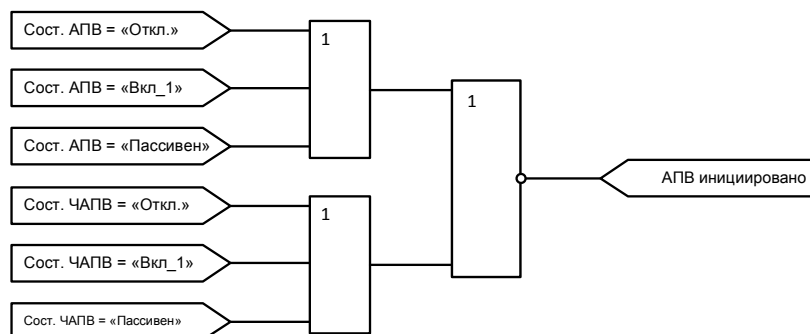 Сост. АПВ = «Откл.»
1
Сост. АПВ = «Вкл_1»
1
Сост. АПВ = «Пассивен»
АПВ инициировано
Сост. ЧАПВ = «Откл.»
1
Сост. ЧАПВ = «Вкл_1»
Сост. ЧАПВ = «Пассивен»